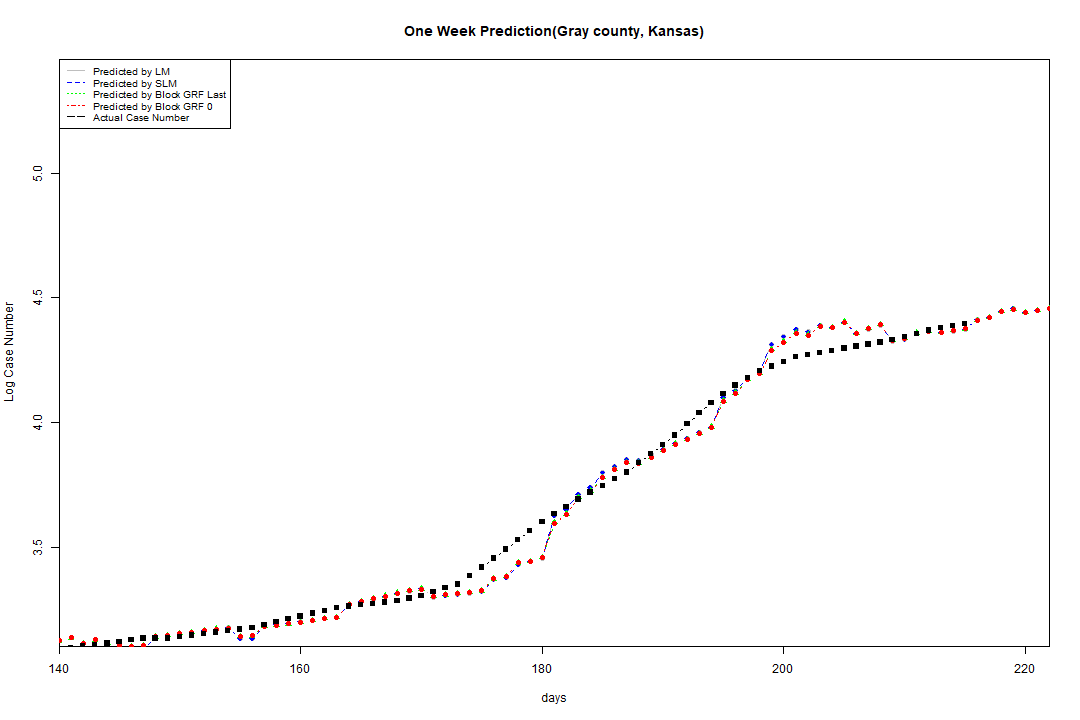 One Week Prediction(Gray county, Kansas)
Predicted by LM
Predicted by SLM
Predicted by Block GRF Last
Predicted by Block GRF 0
Actual Case Number
5.0
4.5
4.0
3.5
Log Case Number
140 160 180 200 220
days